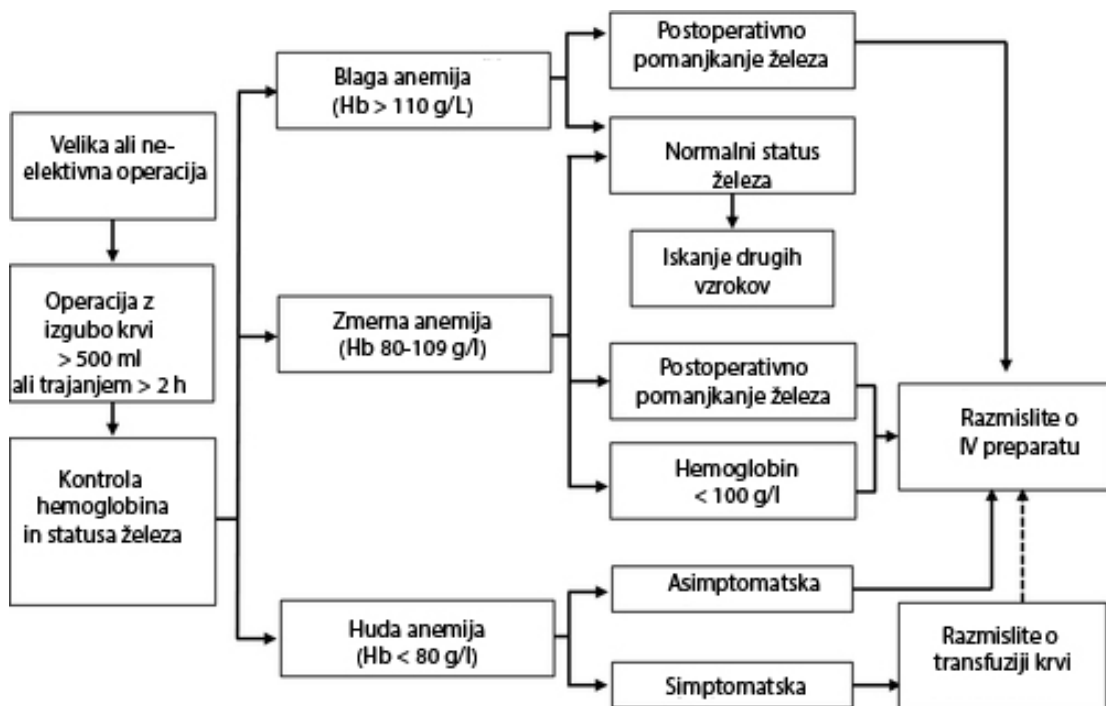 Velika ali ne-
elektivna operacija
Operacija z
izgubo krvi
> 500 ml
ali trajanjem > 2 h
Kontrola
hemoglobina
in statusa železa
Blaga anemija
(Hb > 110 g/L)
Zmerna anemija
(Hb 80-109 g/l)
Huda anemija
(Hb < 80 g/l)
Postoperativno
pomanjkanje železa
Normalni status
železa
Iskanje drugih
vzrokov
Postoperativno
pomanjkanje železa
Hemoglobin
< 100 g/l
Asimptomatska
Simptomatska
Razmislite o
IV preparatu
Razmislite o
transfuziji krvi